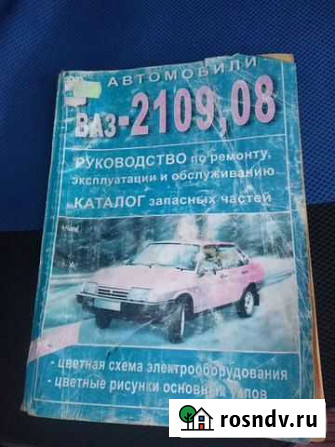 АВТОМОБИЛИ
ВАЗ-2109,08
РУКОВОДСТВО по ремонту,
эксплуатации и обслуживанию
КАТАЛОГ запасных частей
- цветная схема электрооборудования
- цветные рисунки основных узлов
rosndv.ru